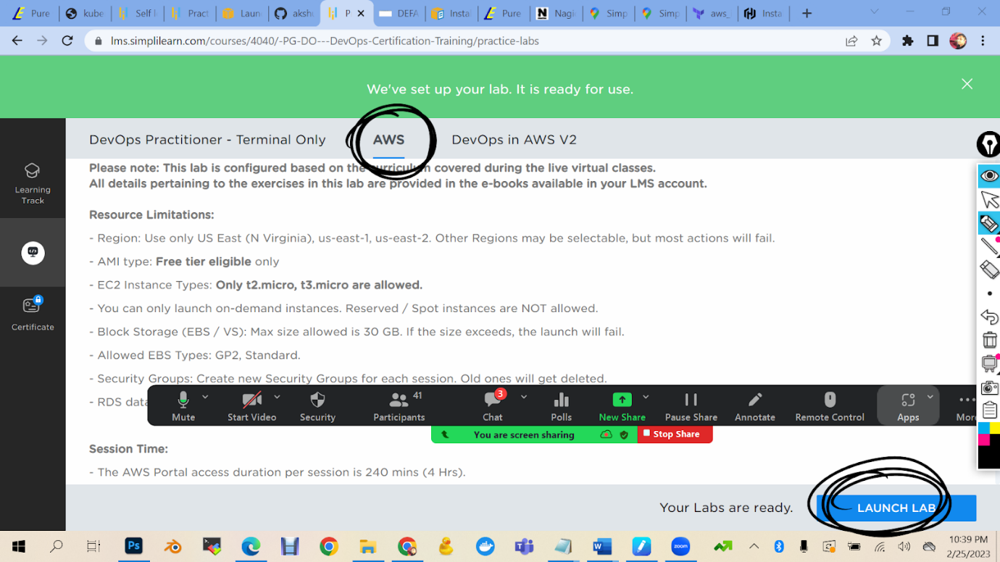 Pure
kube
Self l
Pract
Laun
akshu
P
DEFA
Instal
Pure
Nagi
Simp
Simp
aws_
Insta
lms.simplilearn.com/courses/4040/-PG-DO---DevOps-Certification-Training/practice-labs
We've set up your lab. It is ready for use.
DevOps Practitioner - Terminal Only
AWS
DevOps in AWS V2
Learning
Track
Certificate
Please note: This lab is configured based on the curriculum covered during the live virtual classes.
All details pertaining to the exercises in this lab are provided in the e-books available in your LMS account.
Resource Limitations:
- Region: Use only US East (N Virginia), us-east-1, us-east-2. Other Regions may be selectable, but most actions will fail.
- AMI type: Free tier eligible only
- EC2 Instance Types: Only t2.micro, t3.micro are allowed.
- You can only launch on-demand instances. Reserved / Spot instances are NOT allowed.
- Block Storage (EBS / VS): Max size allowed is 30 GB. If the size exceeds, the launch will fail.
- Allowed EBS Types: GP2, Standard.
- Security Groups: Create new Security Groups for each session. Old ones will get deleted.
- RDS data
41
3
Mute
Start Video
Security
Participants
Chat
Polls
New Share
Pause Share
Annotate
Remote Control
Apps
More
You are screen sharing
Stop Share
Session Time:
- The AWS Portal access duration per session is 240 mins (4 Hrs).
Your Labs are ready.
LAUNCH LAB
Ps
zoom
10:39 PM
2/25/2023